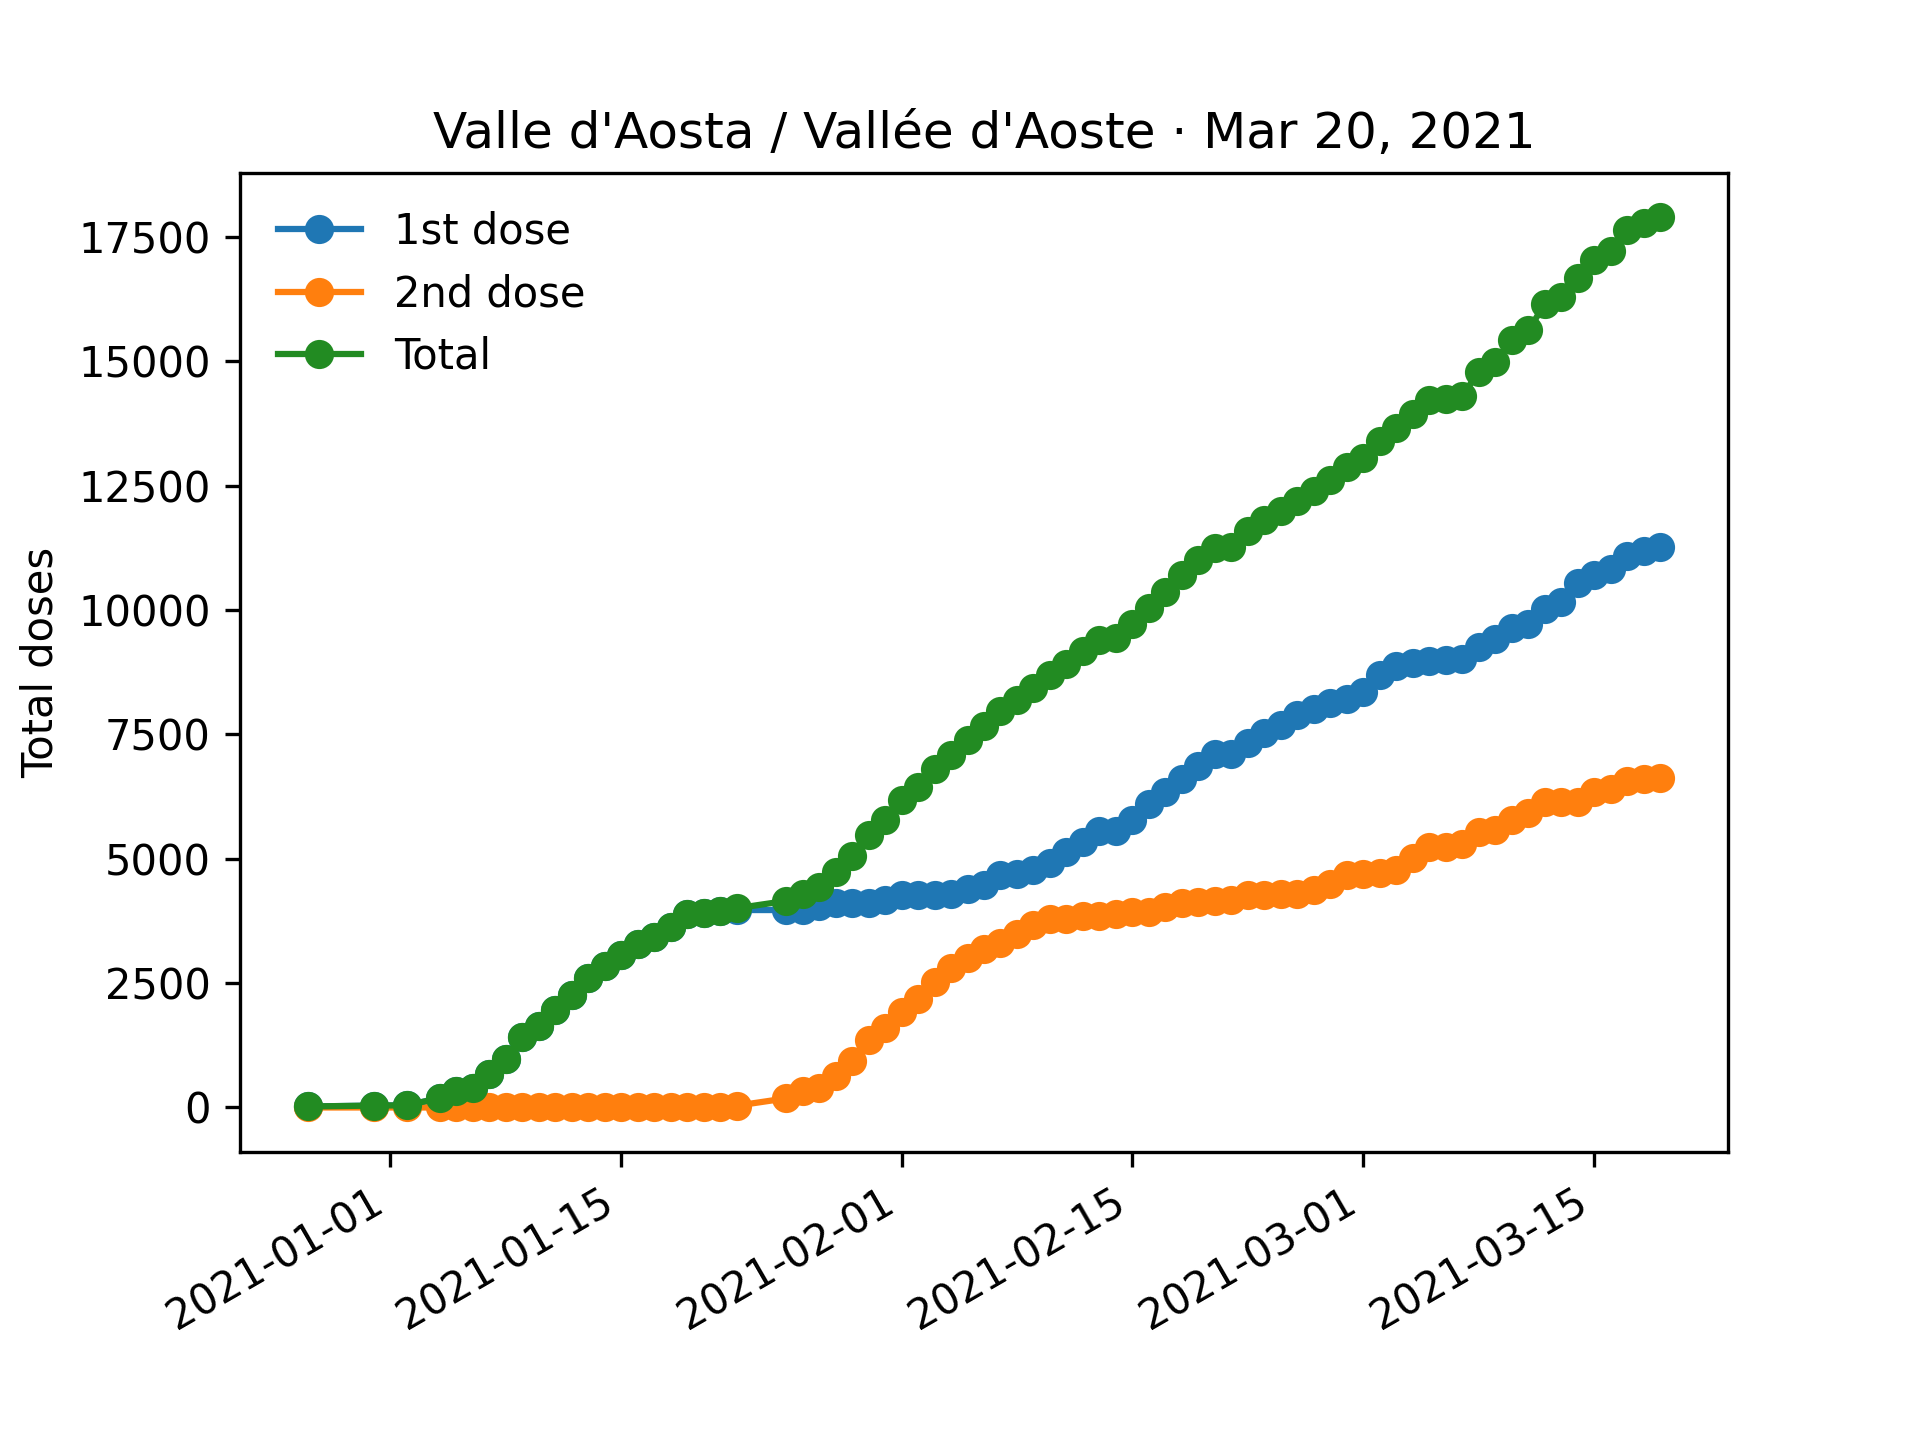 Valle d'Aosta / Vallée d'Aoste · Mar 20, 2021
1st dose
2nd dose
Total
Total doses
17500
15000
12500
10000
7500
5000
2500
0
2021-01-01
2021-01-15
2021-02-01
2021-02-15
2021-03-01
2021-03-15